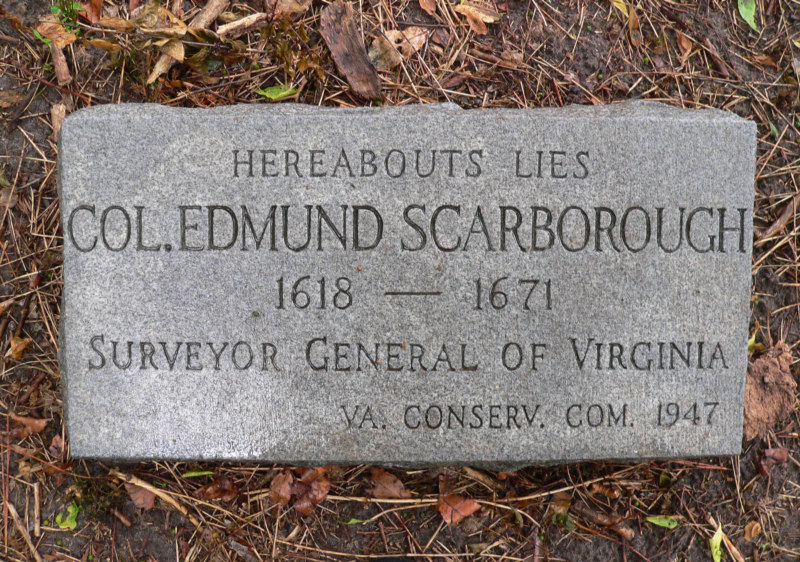 HEREABOUTS LIES
COL. EDMUND SCARBOROUGH
1618 — 1671
SURVEYOR GENERAL OF VIRGINIA
VA. CONSERV. COM. 1947